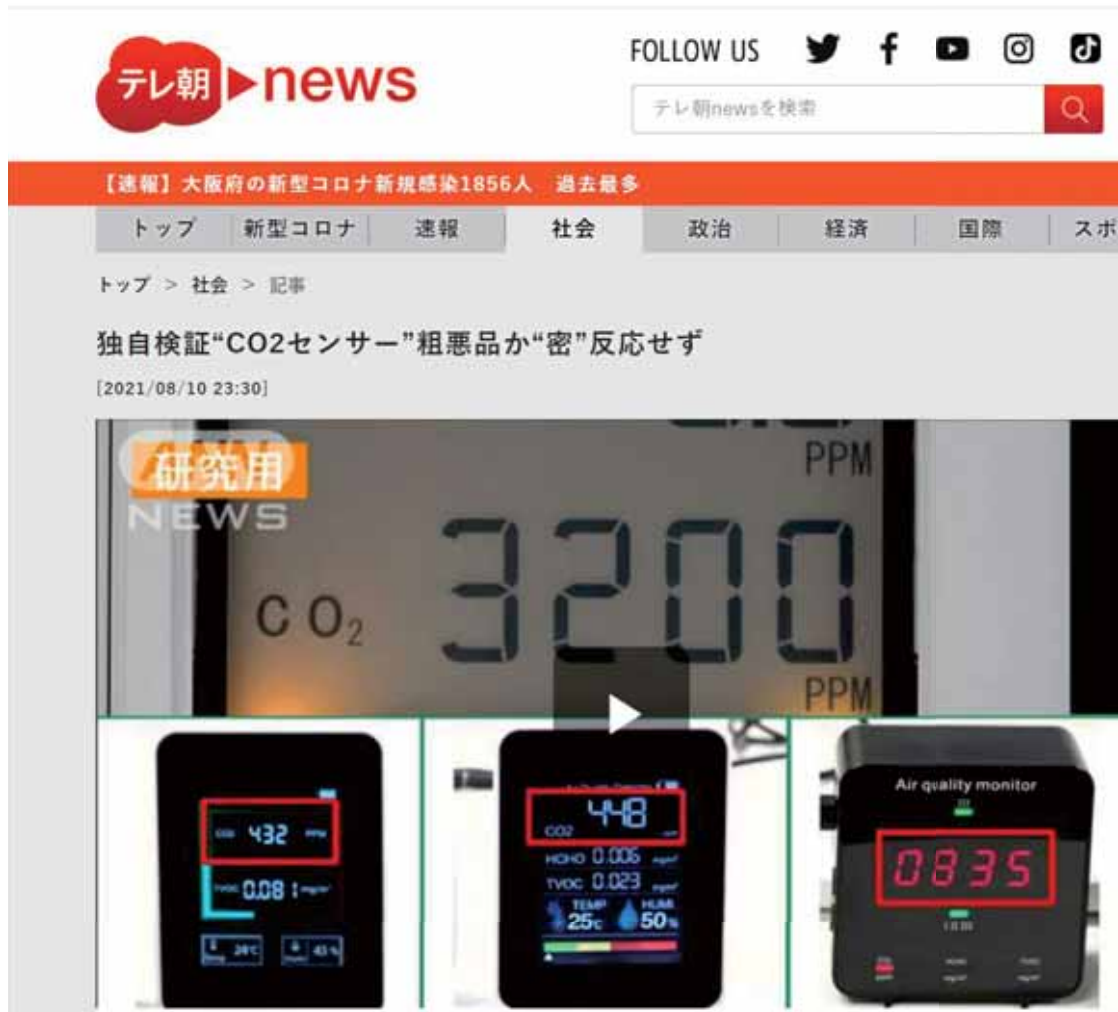 テレ朝 news
FOLLOW US
テレ朝newsを検索
【速報】大阪府の新型コロナ新規感染1856人 過去最多
トップ 新型コロナ 速報 社会 政治 経済 国際 スポ
トップ > 社会 > 記事
独自検証“CO2センサー”粗悪品か“密”反応せず
[2021/08/10 23:30]
研究用
NEWS
PPM
CO2 3200
PPM
432
TVOC 0.08
24℃ 43%
448
CO2
HCHO 0.006
TVOC 0.023
TEMP HUMI
25℃ 50%
Air quality monitor
0835